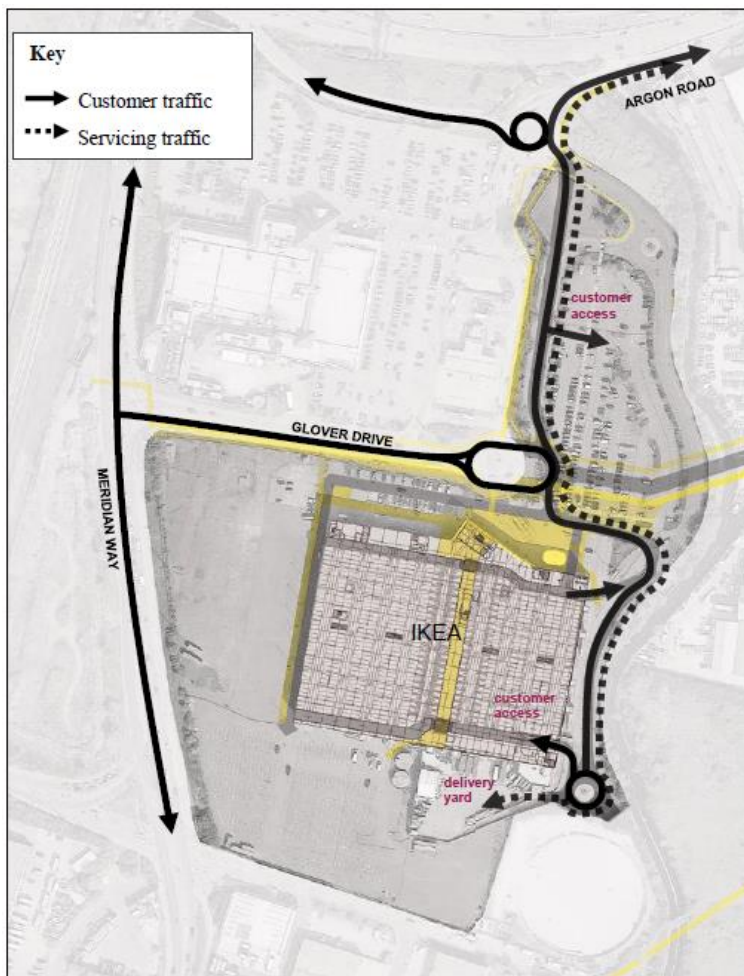 Key
Customer traffic
Servicing traffic
ARGON ROAD
customer
access
GLOVER DRIVE
MERIDIAN WAY
IKEA
customer
access
delivery
yard